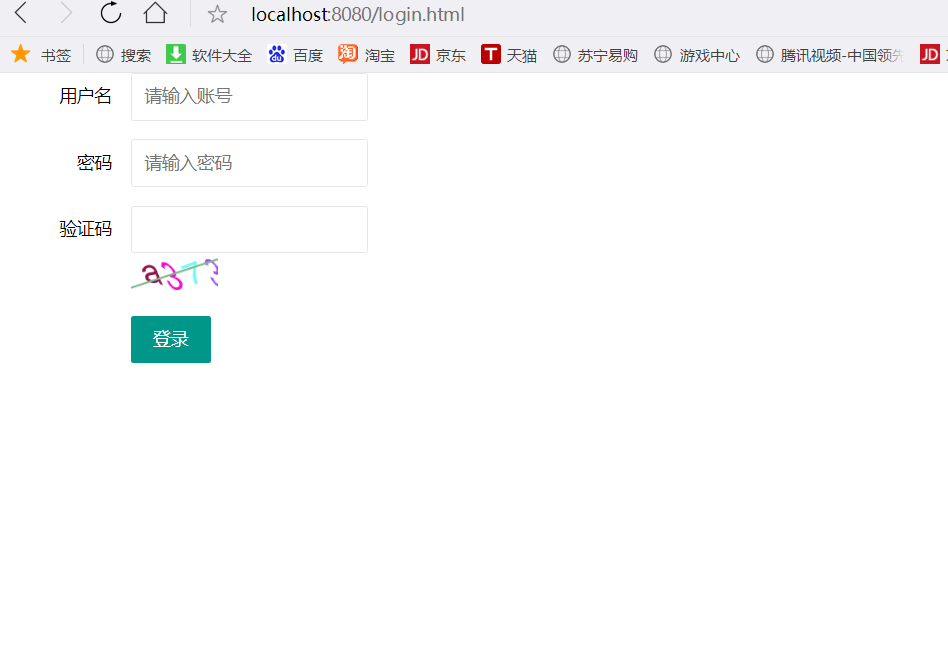 localhost:8080/login.html
书签 搜索 软件大全 百度 淘宝 京东 天猫 苏宁易购 游戏中心 腾讯视频-中国领先 JD
用户名 请输入账号
密码 请输入密码
验证码
登录